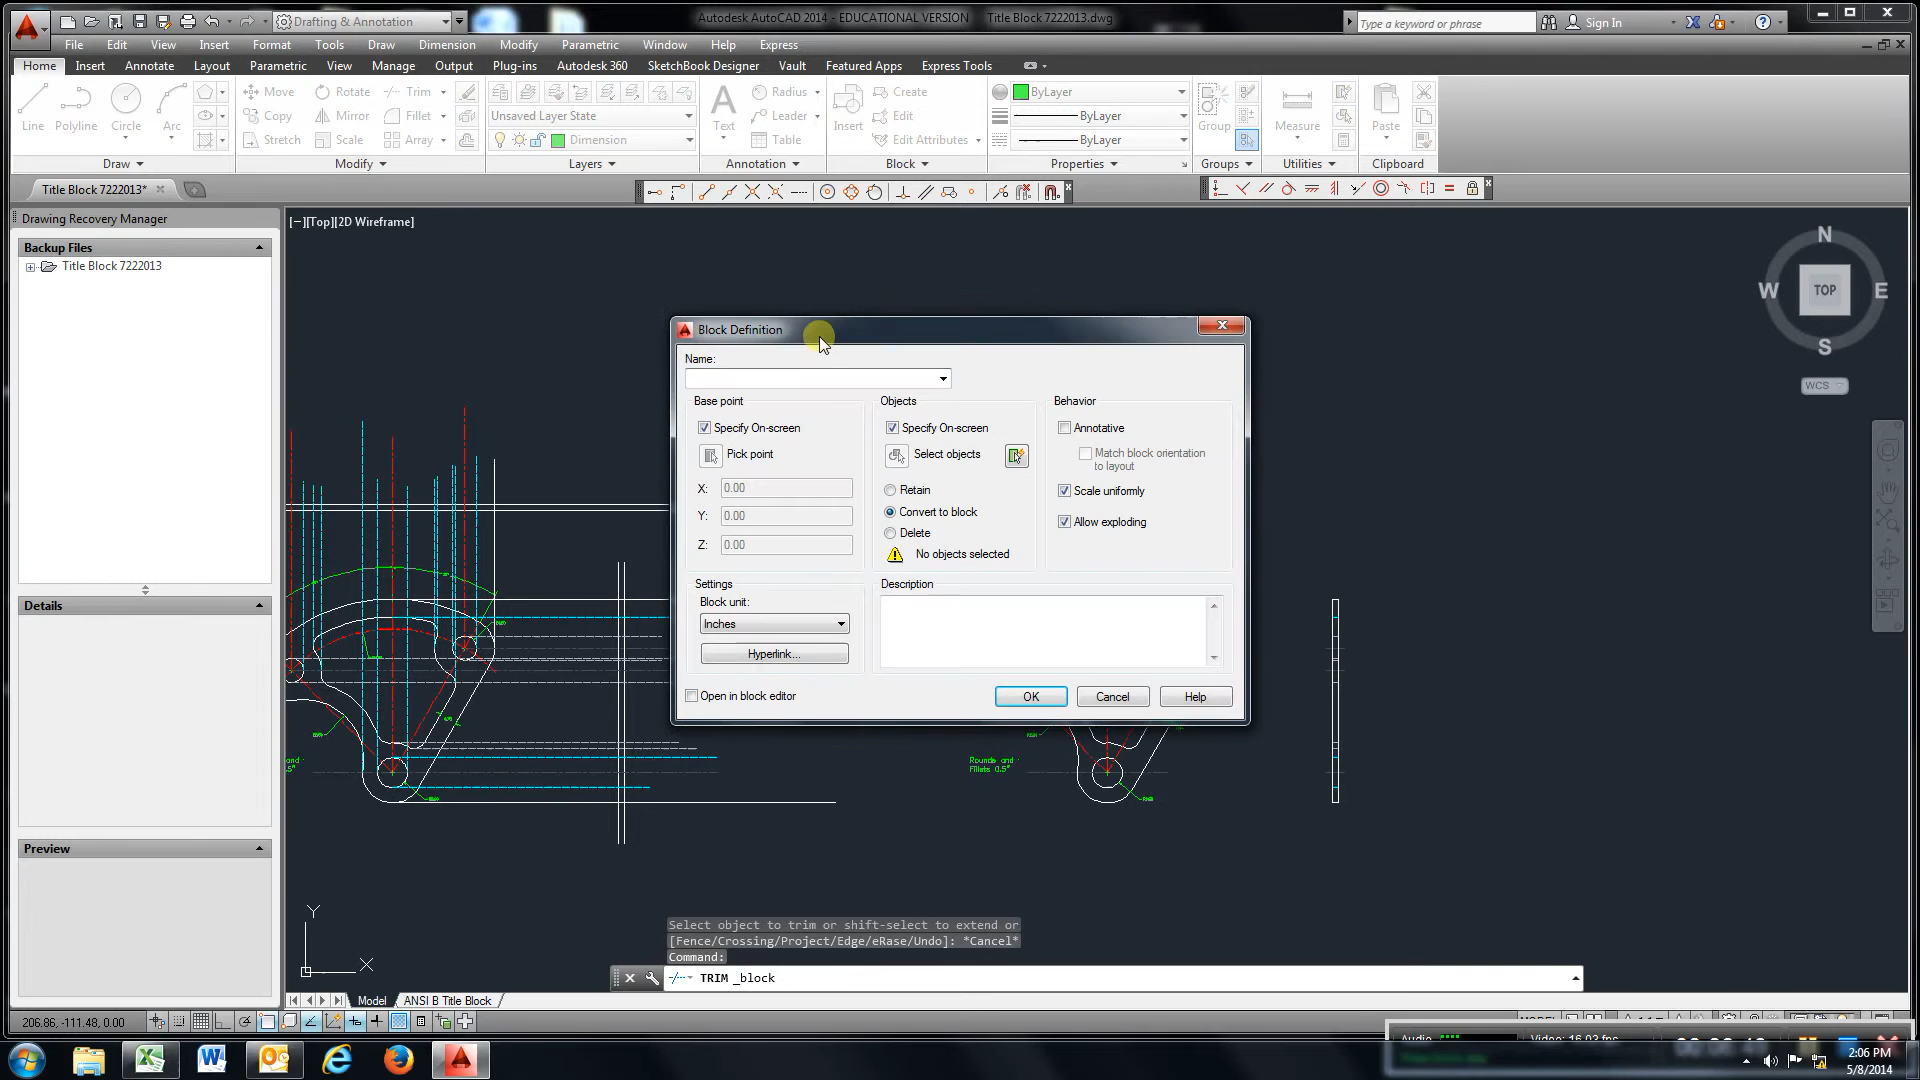 Drafting & Annotation
Autodesk AutoCAD 2014 - EDUCATIONAL VERSION Title Block 7222013.dwg
Type a keyword or phrase
Sign In
File Edit View Insert Format Tools Draw Dimension Modify Parametric Window Help Express
Home Insert Annotate Layout Parametric View Manage Output Plug-ins Autodesk 360 SketchBook Designer Vault Featured Apps Express Tools
Line Polyline Circle Arc
Move Rotate Trim
Copy Mirror Fillet
Stretch Scale Array
Unsaved Layer State
Dimension
Text
Radius
Leader
Table
Insert
Create
Edit
Edit Attributes
ByLayer
ByLayer
ByLayer
Group
Measure
Paste
Draw Modify Layers Annotation Block Properties Groups Utilities Clipboard
Title Block 7222013*
Drawing Recovery Manager
Backup Files
Title Block 7222013
Details
Preview
[−][Top][2D Wireframe]
N
W TOP E
S
WCS
Block Definition
Name:
Base point
Specify On-screen
Pick point
X: 0.00
Y: 0.00
Z: 0.00
Objects
Specify On-screen
Select objects
Retain
Convert to block
Delete
No objects selected
Behavior
Annotative
Match block orientation
to layout
Scale uniformly
Allow exploding
Settings
Block unit:
Inches
Hyperlink...
Description
Open in block editor
OK Cancel Help
Rounds and
Fillets 0.5"
Y
X
Select object to trim or shift-select to extend or
[Fence/Crossing/Project/Edge/eRase/Undo]: *Cancel*
Command:
TRIM _block
Model ANSI B Title Block
206.86, -111.48, 0.00
2:06 PM
5/8/2014